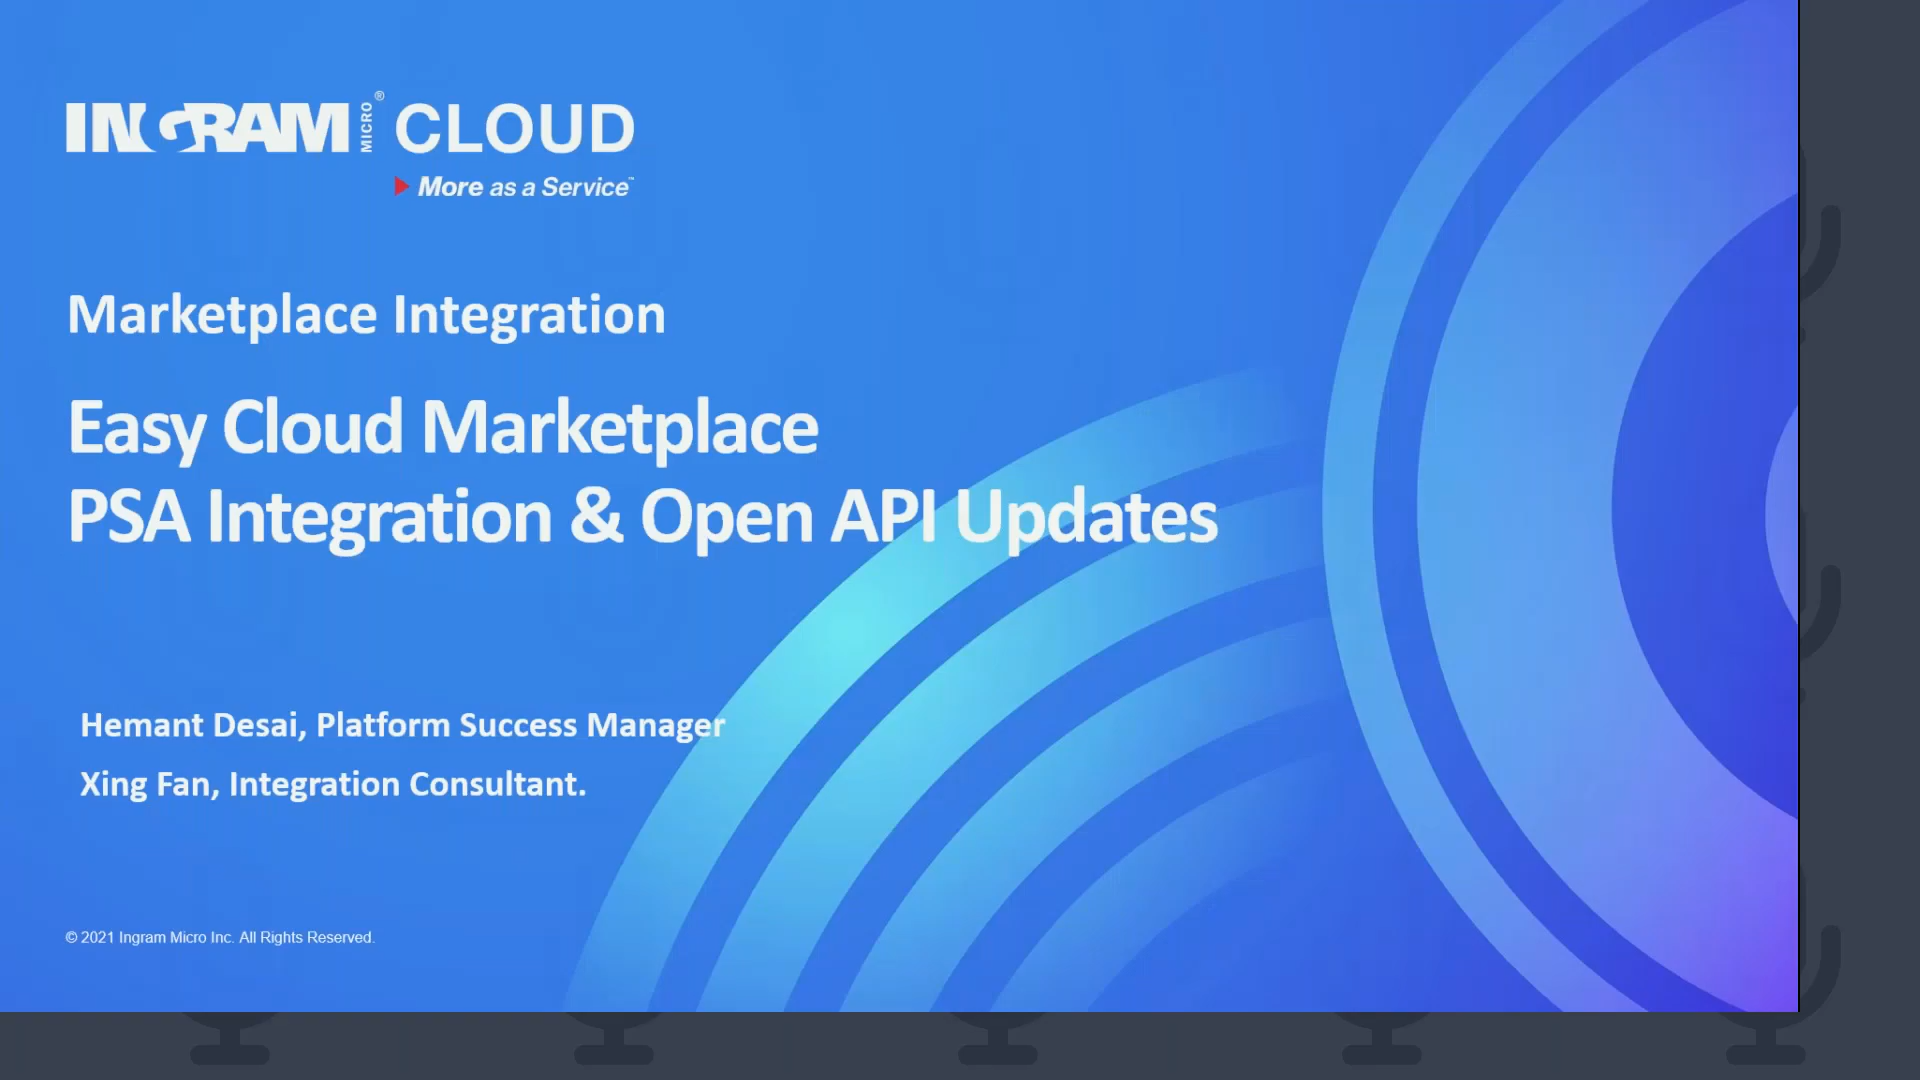 INGRAM MICRO® CLOUD
More as a Service™
Marketplace Integration
Easy Cloud Marketplace
PSA Integration & Open API Updates
Hemant Desai, Platform Success Manager
Xing Fan, Integration Consultant.
© 2021 Ingram Micro Inc. All Rights Reserved.